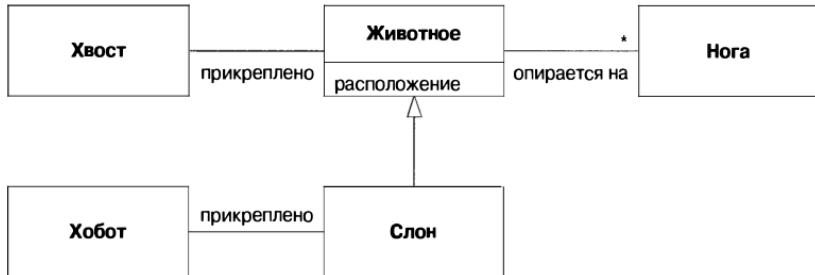 Хвост
прикреплено
Животное
расположение
*
опирается на
Нога
Хобот
прикреплено
Слон